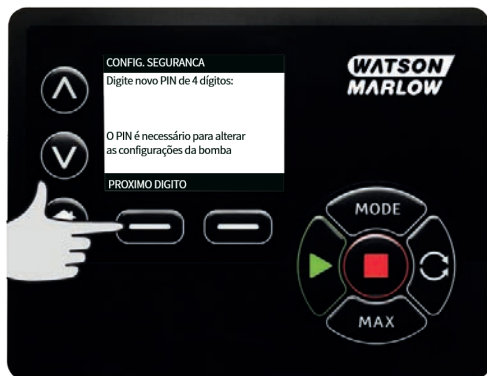 CONFIG. SEGURANCA
Digite novo PIN de 4 dígitos:
O PIN é necessário para alterar
as configurações da bomba
PROXIMO DIGITO
WATSON
MARLOW
MODE
MAX